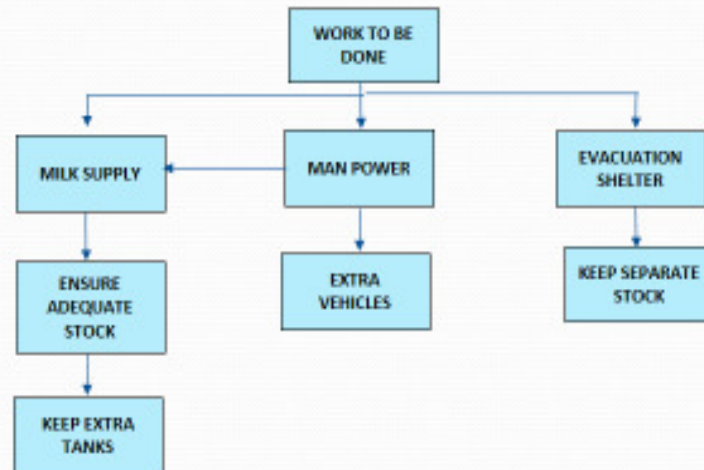 WORK TO BE
DONE
MILK SUPPLY
MAN POWER
EVACUATION
SHELTER
ENSURE
ADEQUATE
STOCK
EXTRA
VEHICLES
KEEP SEPARATE
STOCK
KEEP EXTRA
TANKS